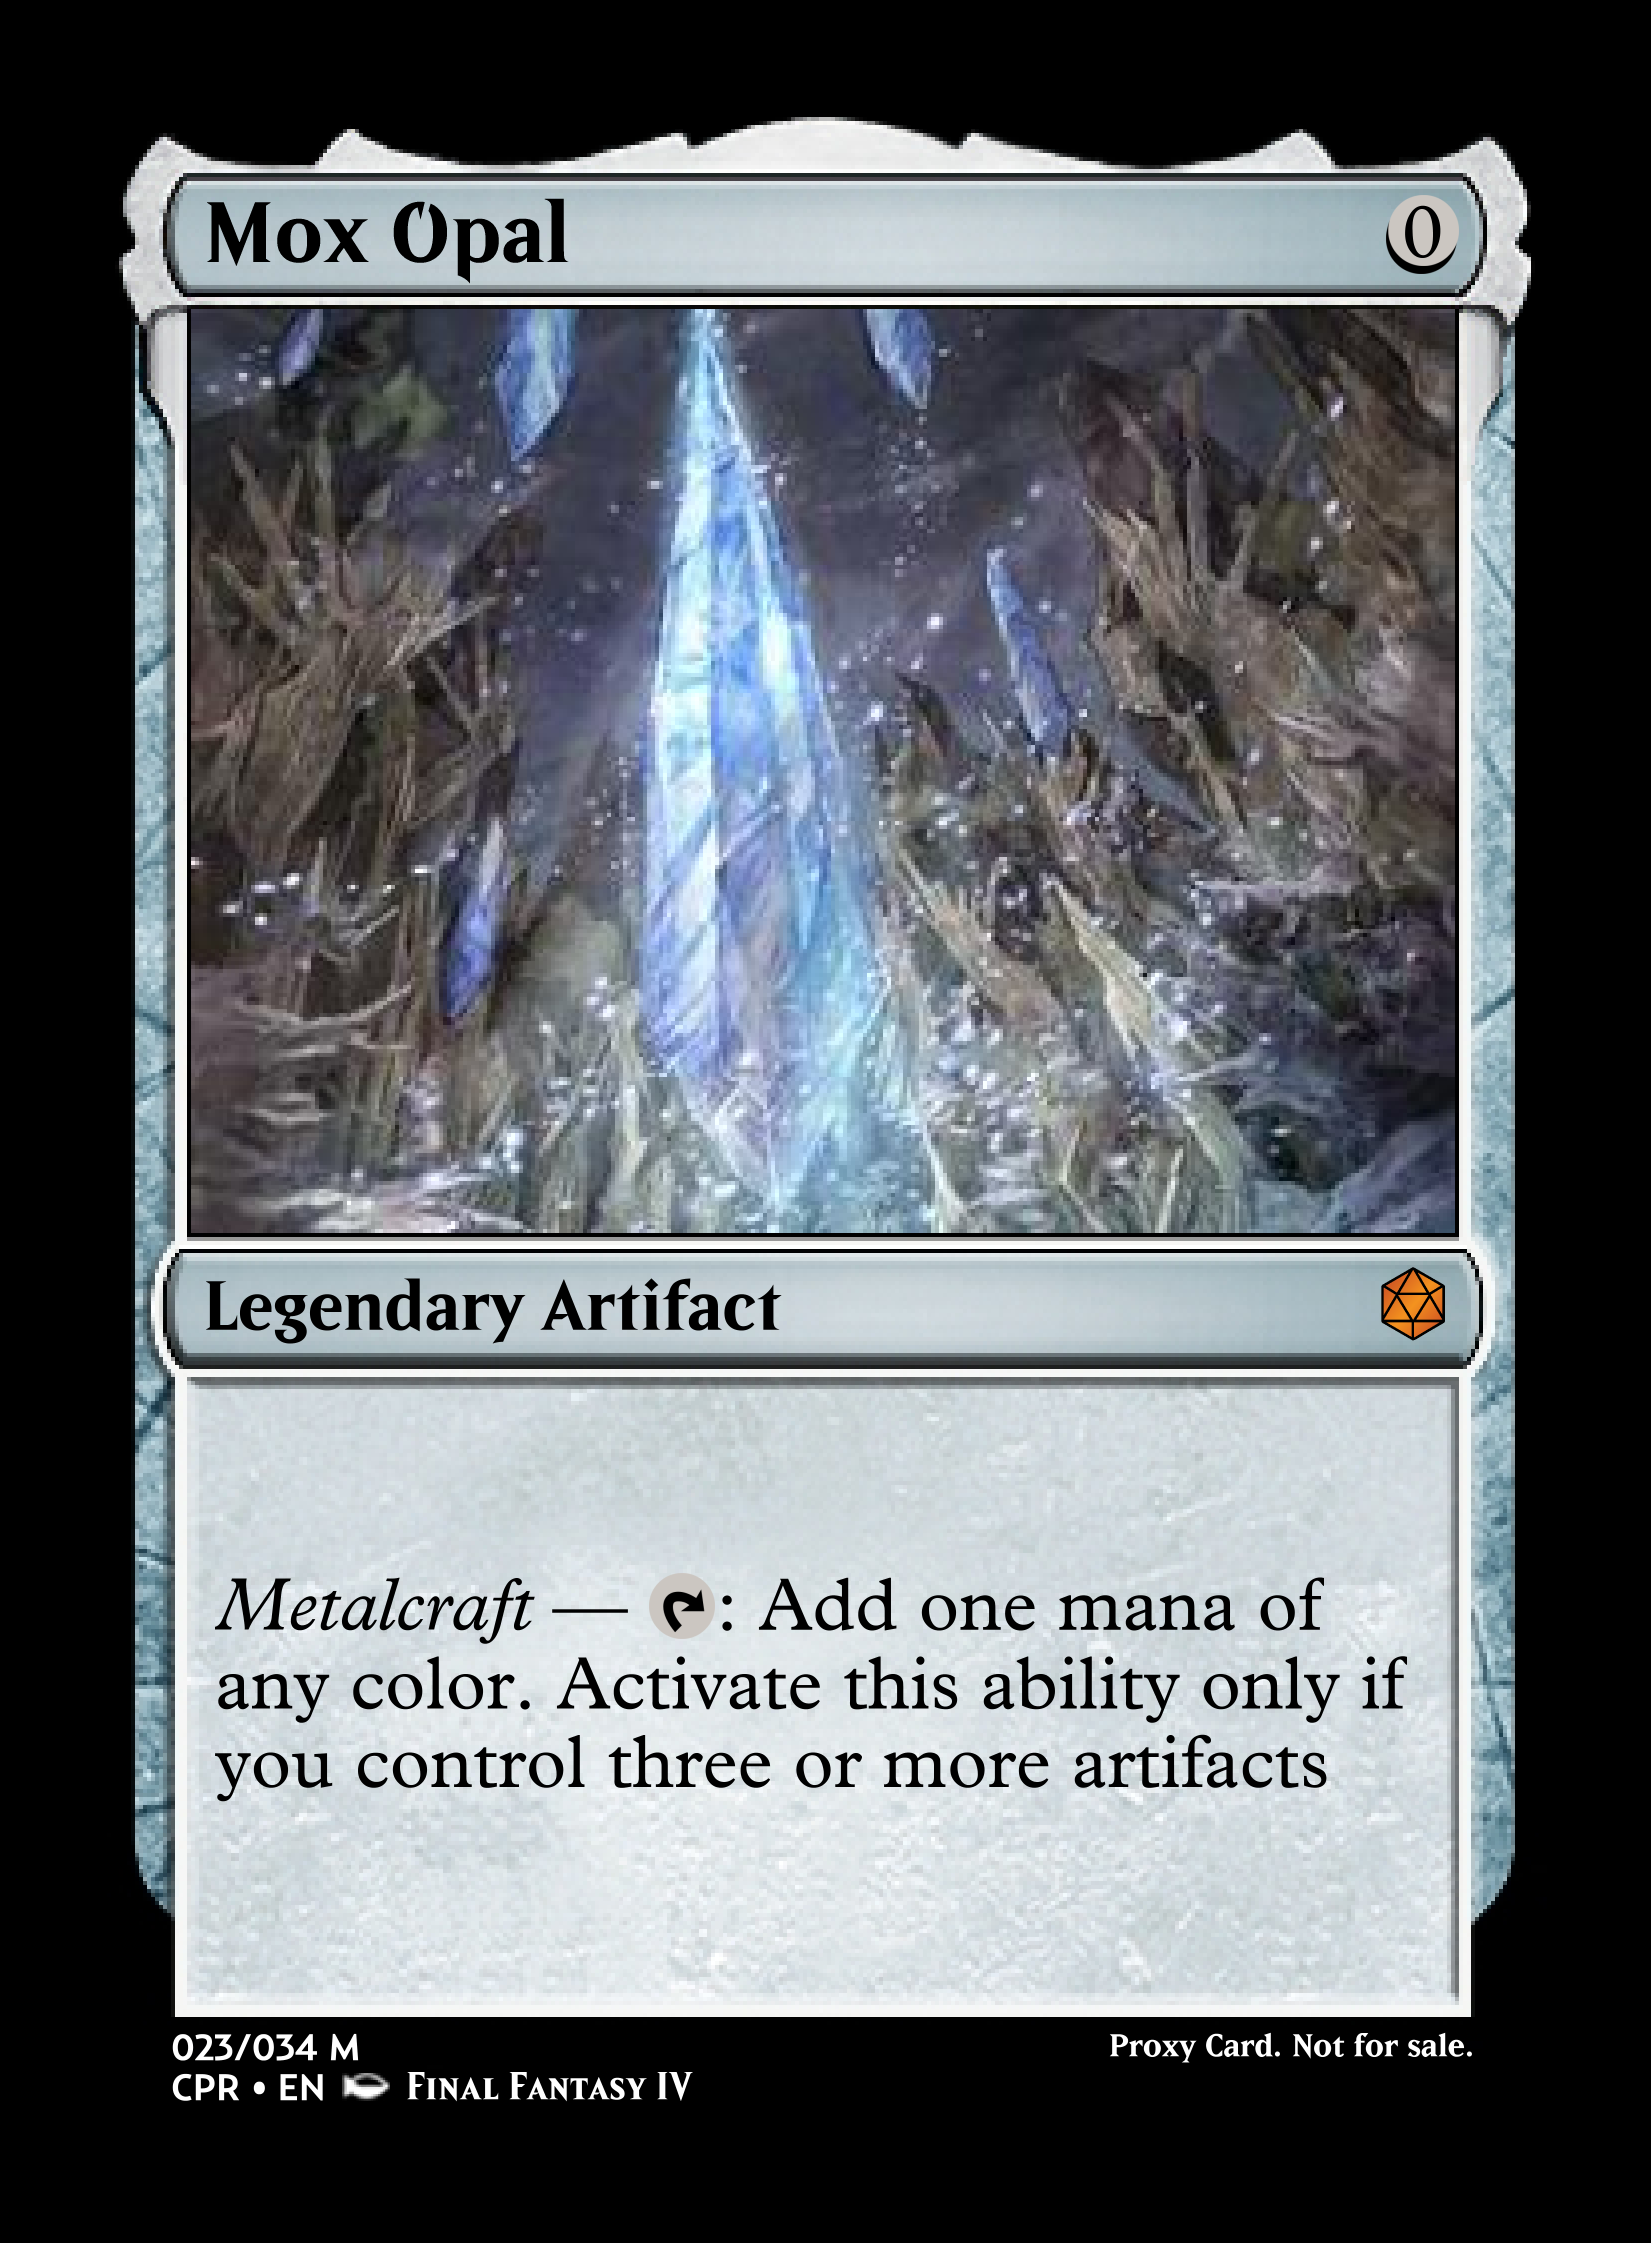 Mox Opal 0
Legendary Artifact
Metalcraft — : Add one mana of
any color. Activate this ability only if
you control three or more artifacts
023/034 M
Proxy Card. Not for sale.
CPR • EN Final Fantasy IV